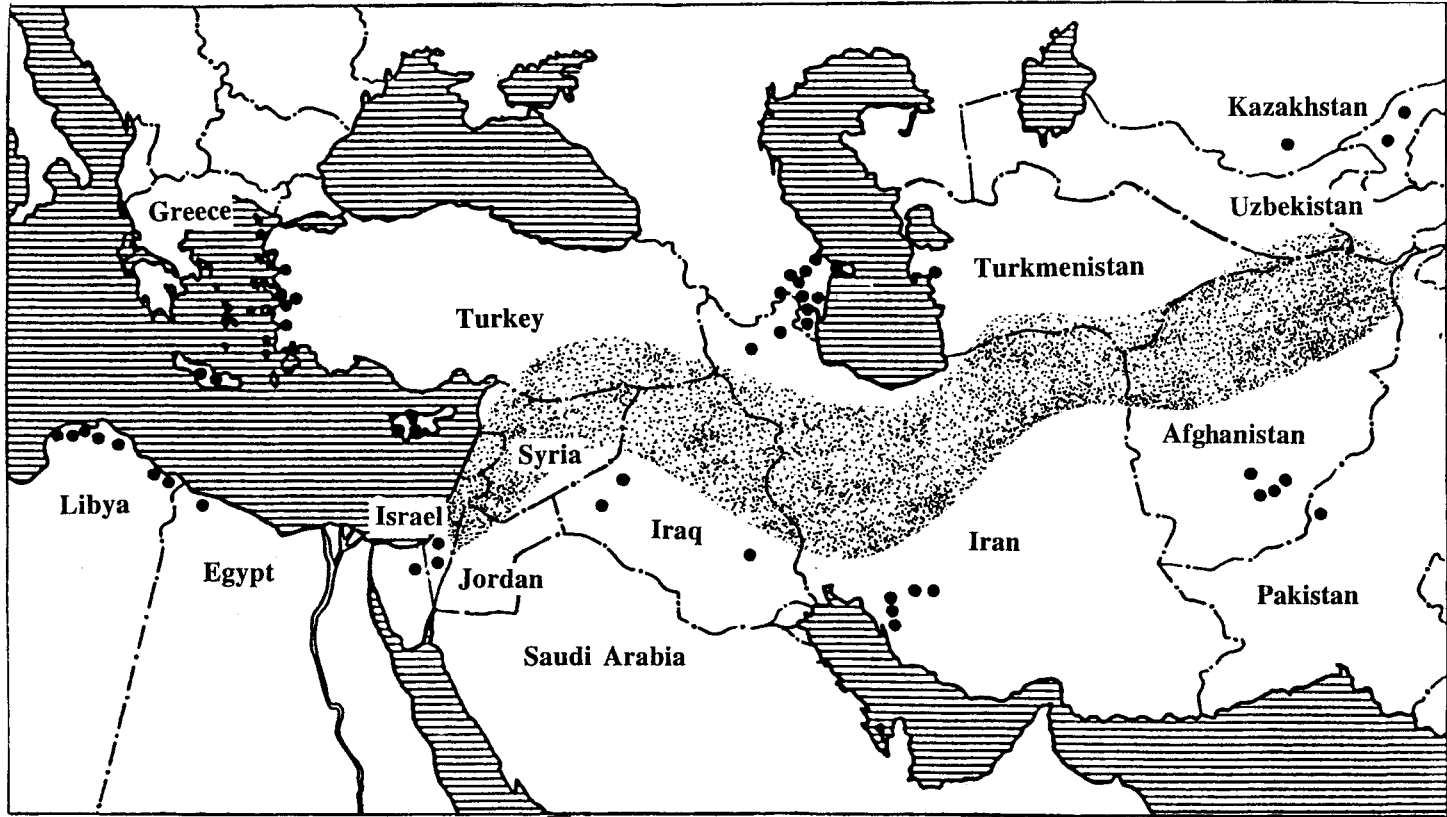 Kazakhstan
Greece
Uzbekistan
Turkmenistan
Turkey
Afghanistan
Syria
Libya
Israel
Iraq
Iran
Egypt
Jordan
Pakistan
Saudi Arabia